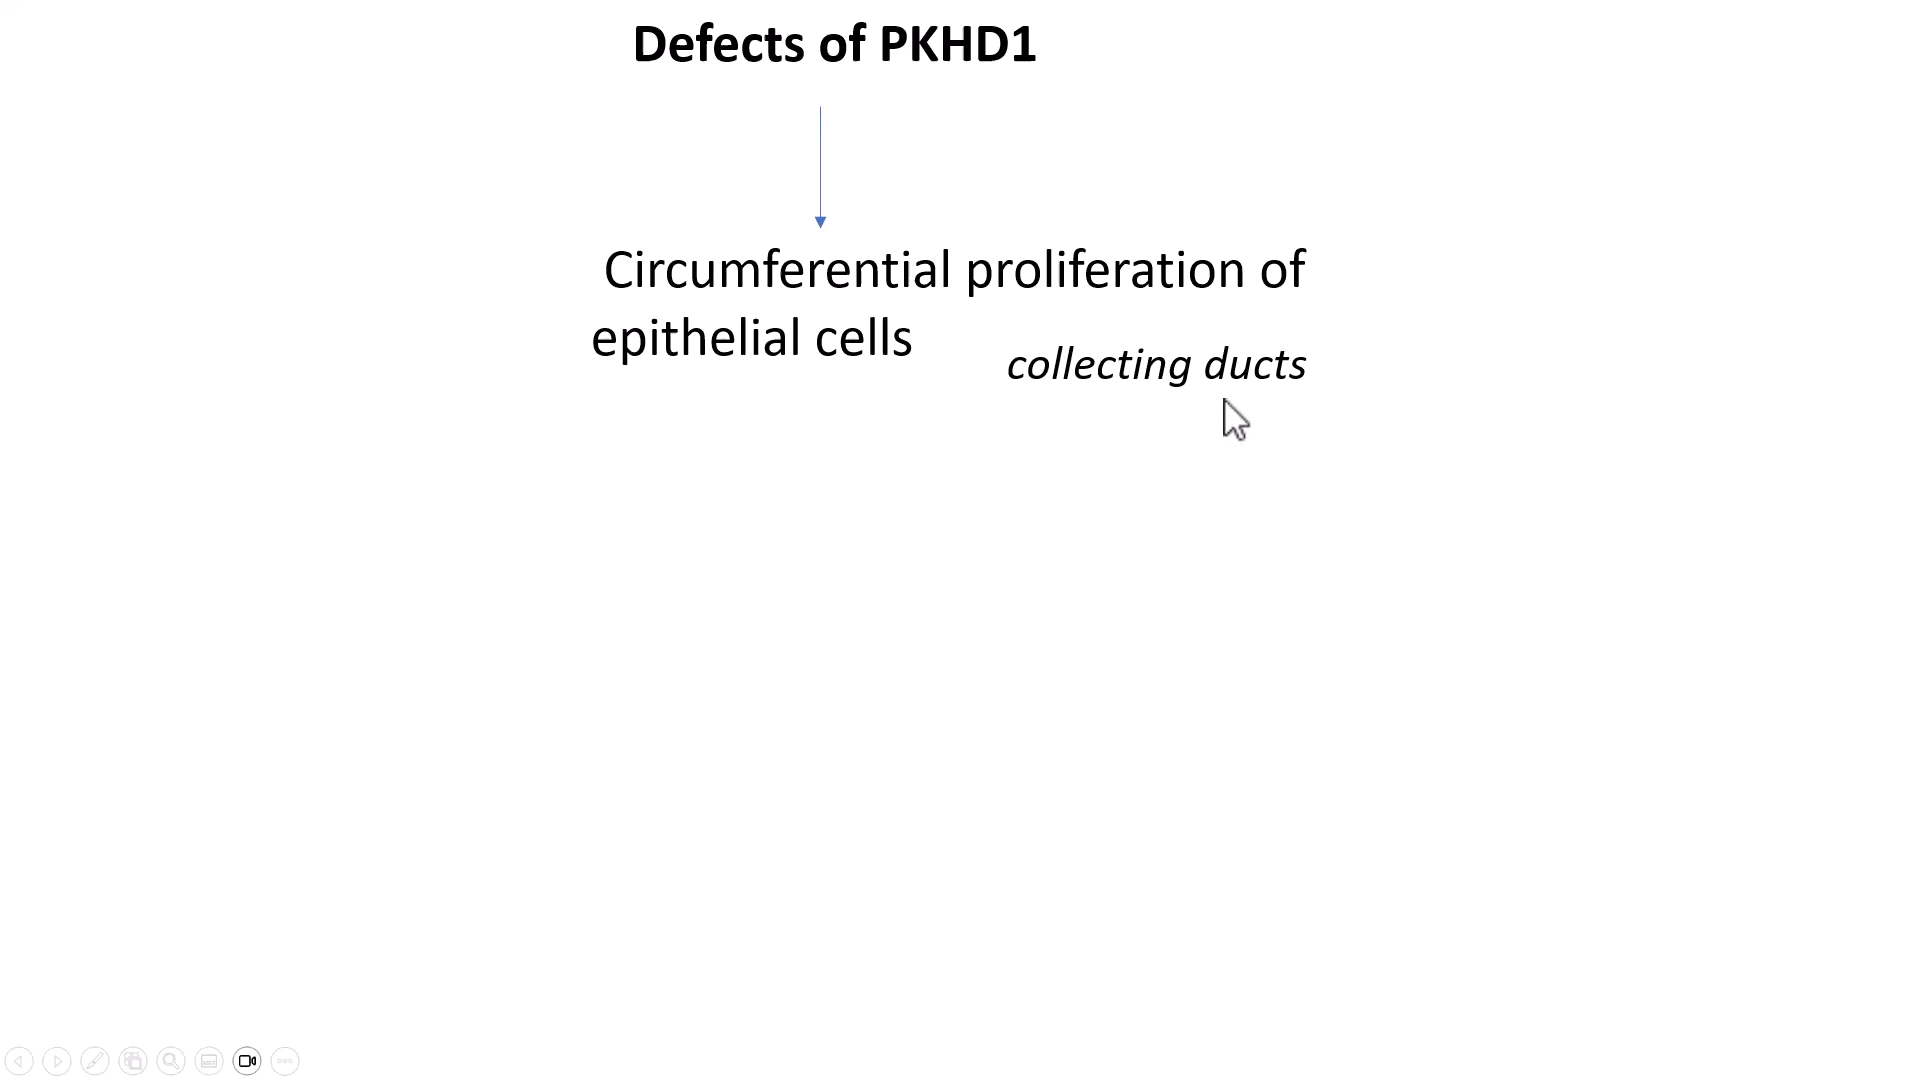 Defects of PKHD1
Circumferential proliferation of
epithelial cells
collecting ducts